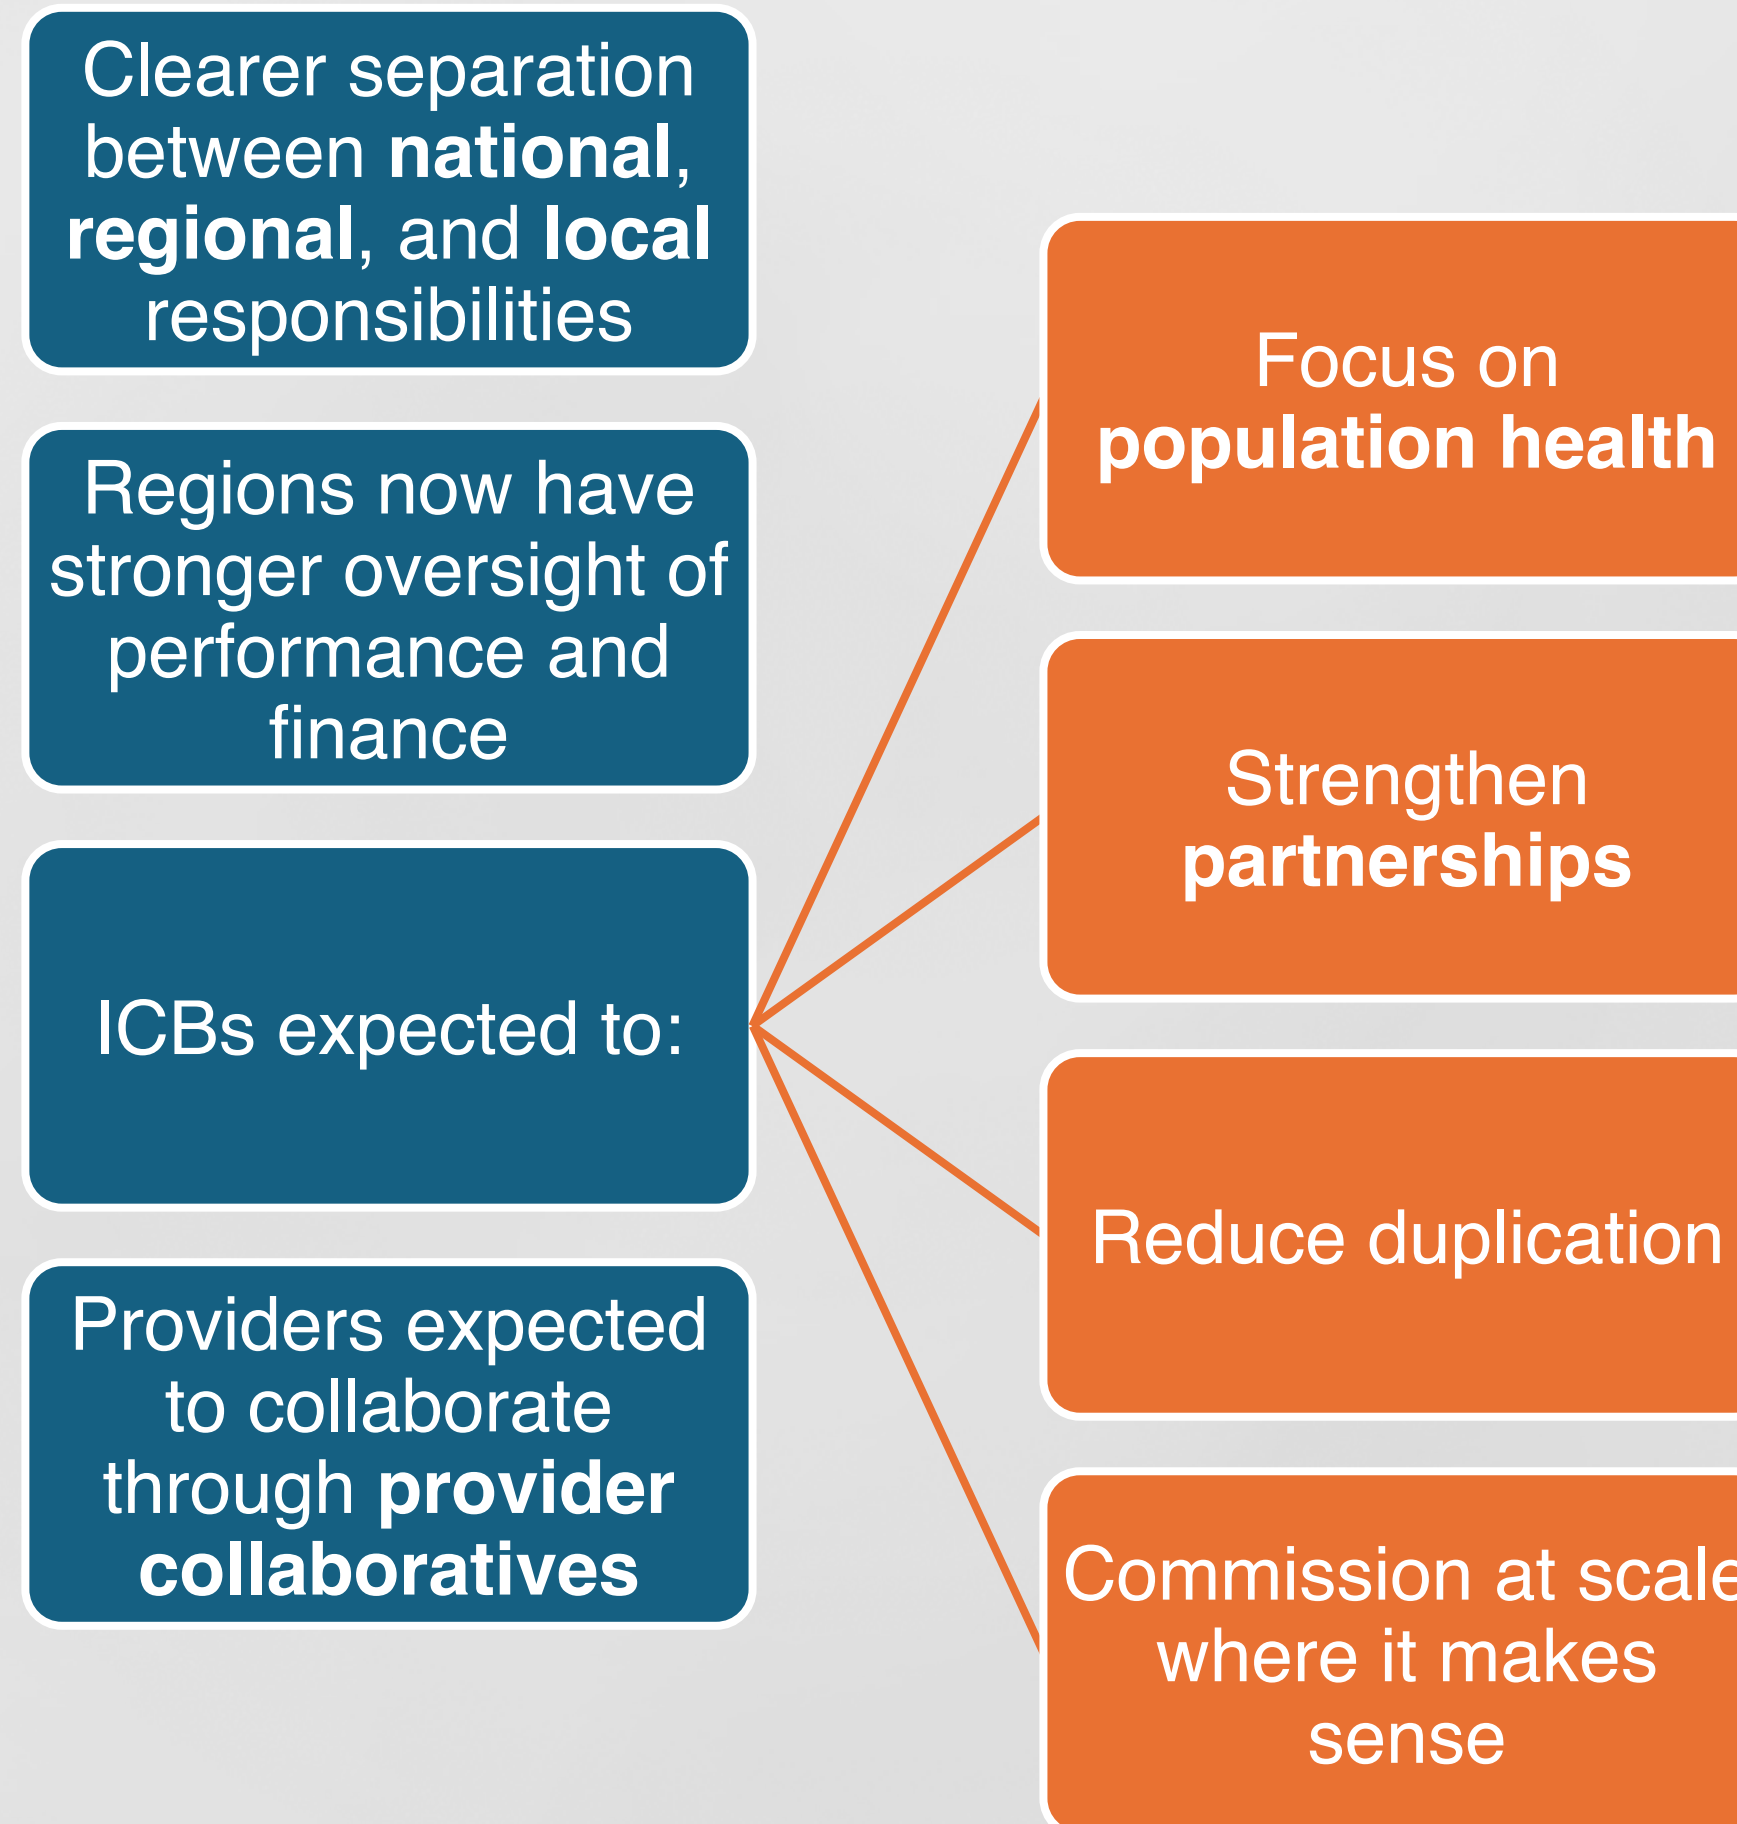 Clearer separation
between national,
regional, and local
responsibilities
Regions now have
stronger oversight of
performance and
finance
ICBs expected to:
Providers expected
to collaborate
through provider
collaboratives
Focus on
population health
Strengthen
partnerships
Reduce duplication
Commission at scale
where it makes
sense